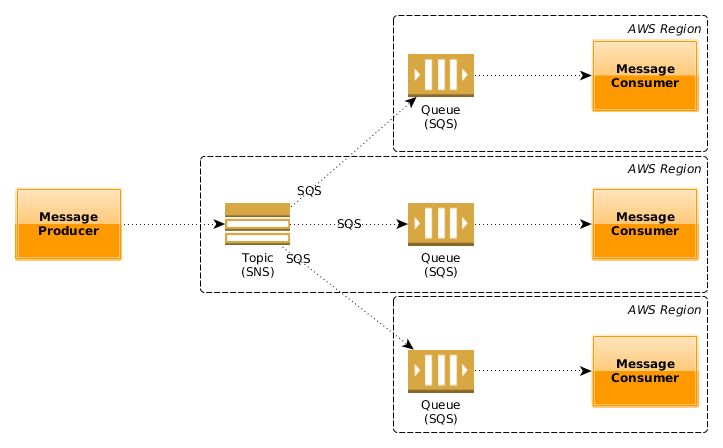 AWS Region
Message
Consumer
Queue
(SQS)
SQS
AWS Region
Message
Producer
Topic
(SNS)
SQS
Queue
(SQS)
Message
Consumer
SQS
AWS Region
Message
Consumer
Queue
(SQS)